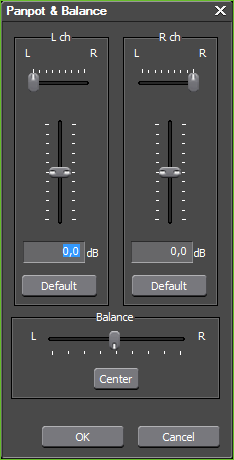 Panpot & Balance
L ch
R ch
L R
L R
0,0 dB
0,0 dB
Default
Default
Balance
L R
Center
OK
Cancel